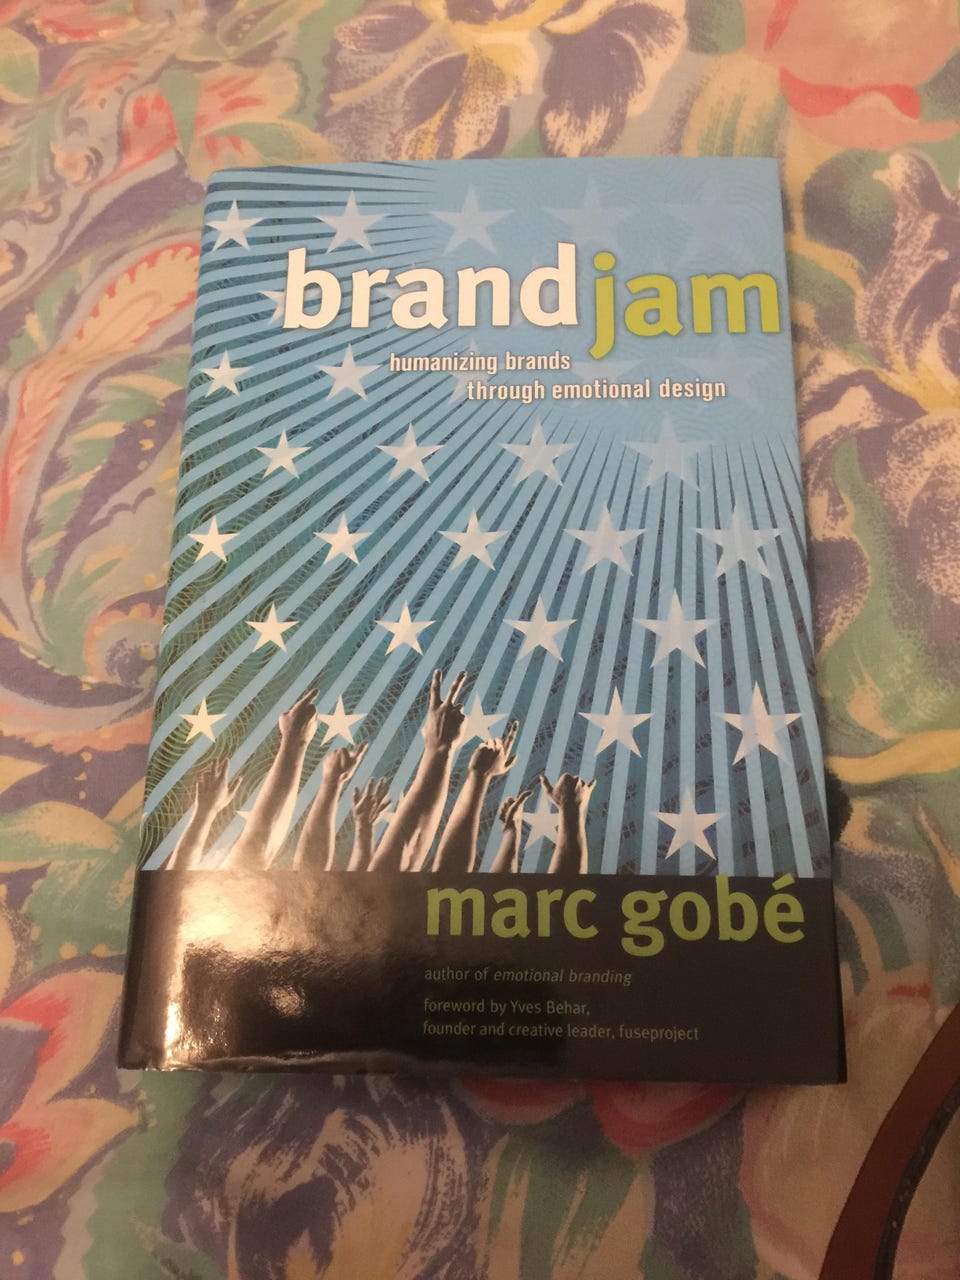 brandjam
humanizing brands
through emotional design
marc gobé
author of emotional branding
foreword by Yves Behar,
founder and creative leader, fuseproject